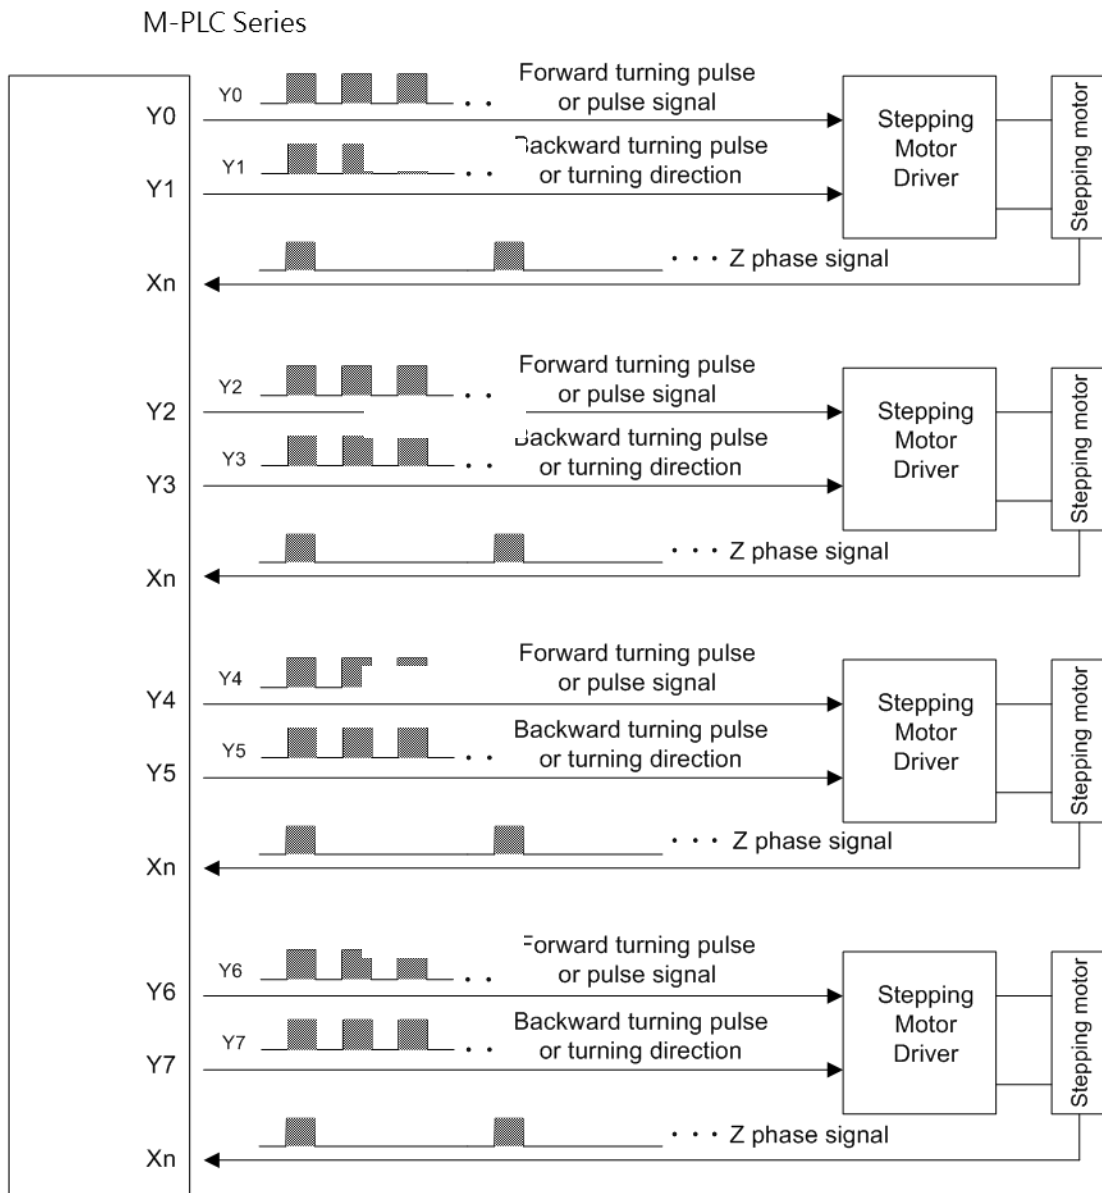 M-PLC Series
Y0
Forward turning pulse
or pulse signal
Y0
Y1
Backward turning pulse
or turning direction
Y1
Stepping
Motor
Driver
Stepping motor
Z phase signal
Xn
Y2
Forward turning pulse
or pulse signal
Y2
Y3
Backward turning pulse
or turning direction
Y3
Stepping
Motor
Driver
Stepping motor
Z phase signal
Xn
Y4
Forward turning pulse
or pulse signal
Y4
Y5
Backward turning pulse
or turning direction
Y5
Stepping
Motor
Driver
Stepping motor
Z phase signal
Xn
Y6
Forward turning pulse
or pulse signal
Y6
Y7
Backward turning pulse
or turning direction
Y7
Stepping
Motor
Driver
Stepping motor
Z phase signal
Xn